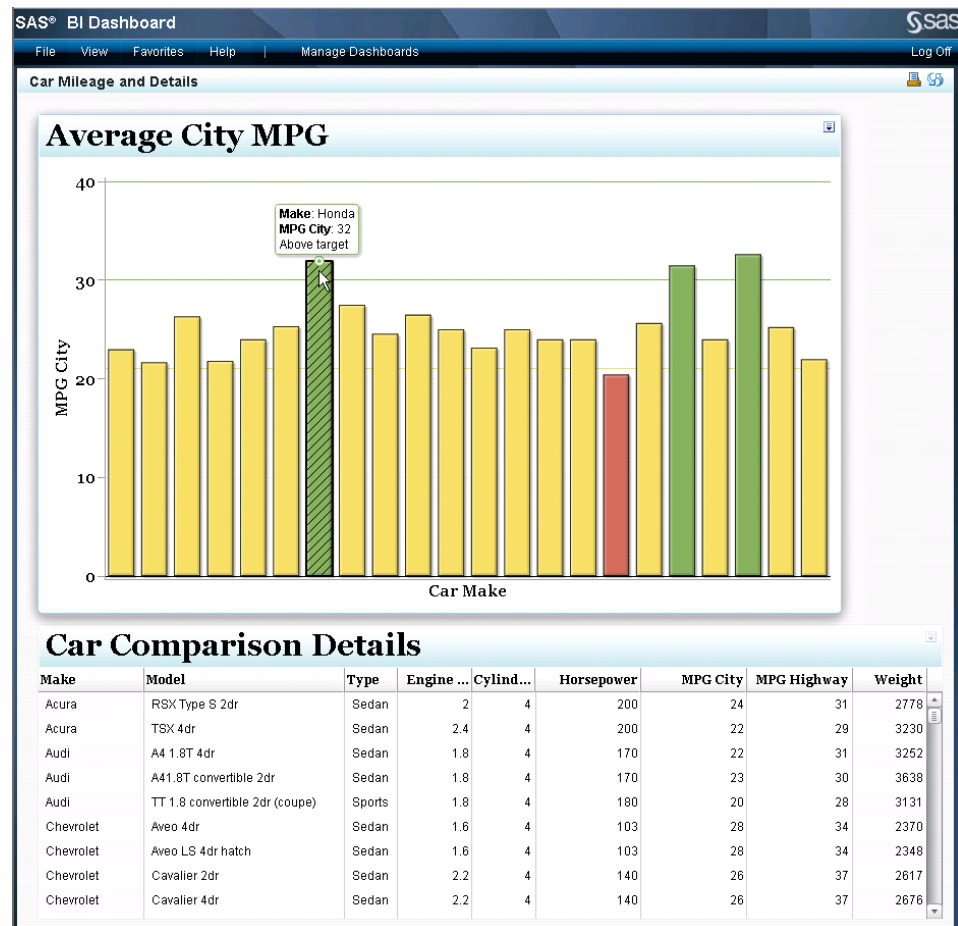 SAS® BI Dashboard
sas
File View Favorites Help | Manage Dashboards Log Off
Car Mileage and Details
Average City MPG
40
30
20
10
0
MPG City
Make: Honda
MPG City: 32
Above target
Car Make
Car Comparison Details
Make Model Type Engine ... Cylind... Horsepower MPG City MPG Highway Weight
Acura RSX Type S 2dr Sedan 2 4 200 24 31 2778
Acura TSX 4dr Sedan 2.4 4 200 22 29 3230
Audi A4 1.8T 4dr Sedan 1.8 4 170 22 31 3252
Audi A41.8T convertible 2dr Sedan 1.8 4 170 23 30 3638
Audi TT 1.8 convertible 2dr (coupe) Sports 1.8 4 180 20 28 3131
Chevrolet Aveo 4dr Sedan 1.6 4 103 28 34 2370
Chevrolet Aveo LS 4dr hatch Sedan 1.6 4 103 28 34 2348
Chevrolet Cavalier 2dr Sedan 2.2 4 140 26 37 2617
Chevrolet Cavalier 4dr Sedan 2.2 4 140 26 37 2676